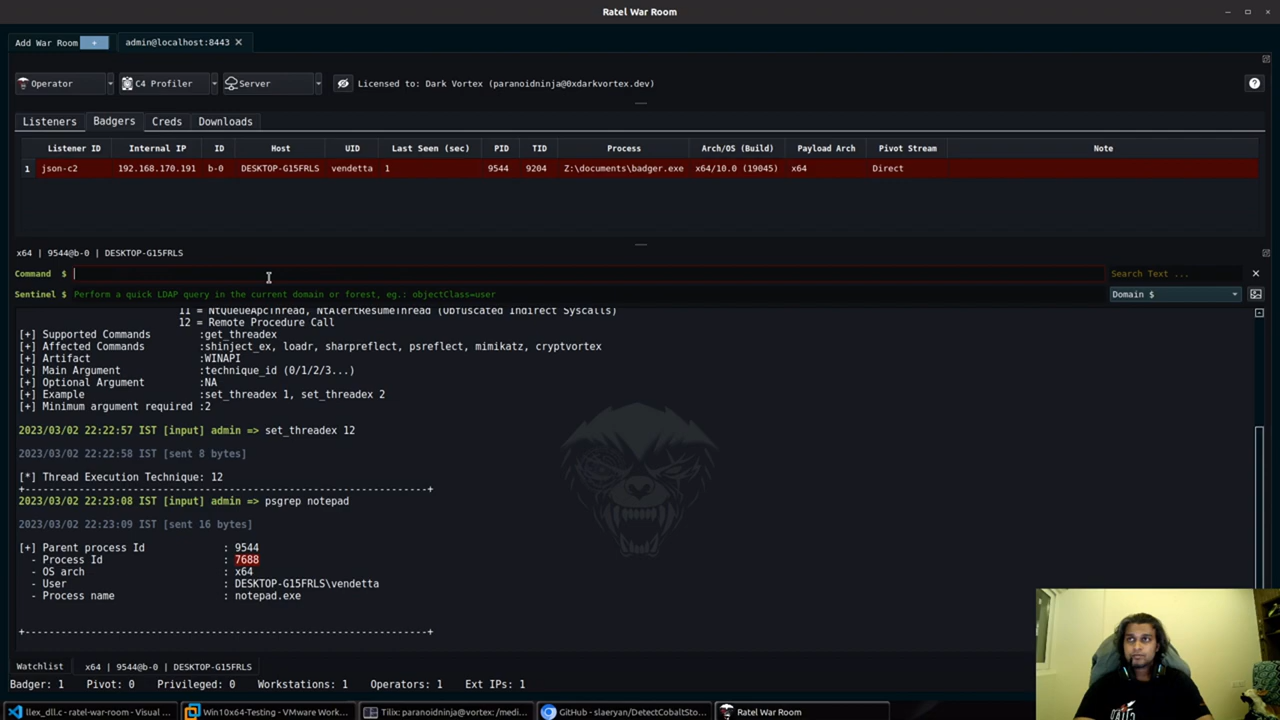 Ratel War Room
Add War Room + admin@localhost:8443
Operator C4 Profiler Server Licensed to: Dark Vortex (paranoidninja@0xdarkvortex.dev)
Listeners Badgers Creds Downloads
Listener ID Internal IP ID Host UID Last Seen (sec) PID TID Process Arch/OS (Build) Payload Arch Pivot Stream Note
1 json-c2 192.168.170.191 b-0 DESKTOP-G15FRLS vendetta 1 9544 9204 Z:\documents\badger.exe x64/10.0 (19045) x64 Direct
x64 | 9544@b-0 | DESKTOP-G15FRLS
Command $ Search Text ...
Sentinel $ Perform a quick LDAP query in the current domain or forest, eg.: objectClass=user Domain $
11 = NtQueueApcThread, NtAlertResumeThread (Obfuscated Indirect Syscalls)
12 = Remote Procedure Call
[+] Supported Commands :get_threadex
[+] Affected Commands :shinject_ex, loadr, sharpreflect, psreflect, mimikatz, cryptvortex
[+] Artifact :WINAPI
[+] Main Argument :technique_id (0/1/2/3...)
[+] Optional Argument :NA
[+] Example :set_threadex 1, set_threadex 2
[+] Minimum argument required :2
2023/03/02 22:22:57 IST [input] admin => set_threadex 12
2023/03/02 22:22:58 IST [sent 8 bytes]
[*] Thread Execution Technique: 12
+-------------------------------------------------------------------+
2023/03/02 22:23:08 IST [input] admin => psgrep notepad
2023/03/02 22:23:09 IST [sent 16 bytes]
[+] Parent process Id : 9544
- Process Id : 7688
- OS arch : x64
- User : DESKTOP-G15FRLS\vendetta
- Process name : notepad.exe
+-------------------------------------------------------------------+
Watchlist x64 | 9544@b-0 | DESKTOP-G15FRLS
Badger: 1 Pivot: 0 Privileged: 0 Workstations: 1 Operators: 1 Ext IPs: 1
llex_dll.c - ratel-war-room - Visual ... Win10x64-Testing - VMware Work... Tilix: paranoidninja@vortex: /medi... GitHub - slaeryan/DetectCobaltSto... Ratel War Room